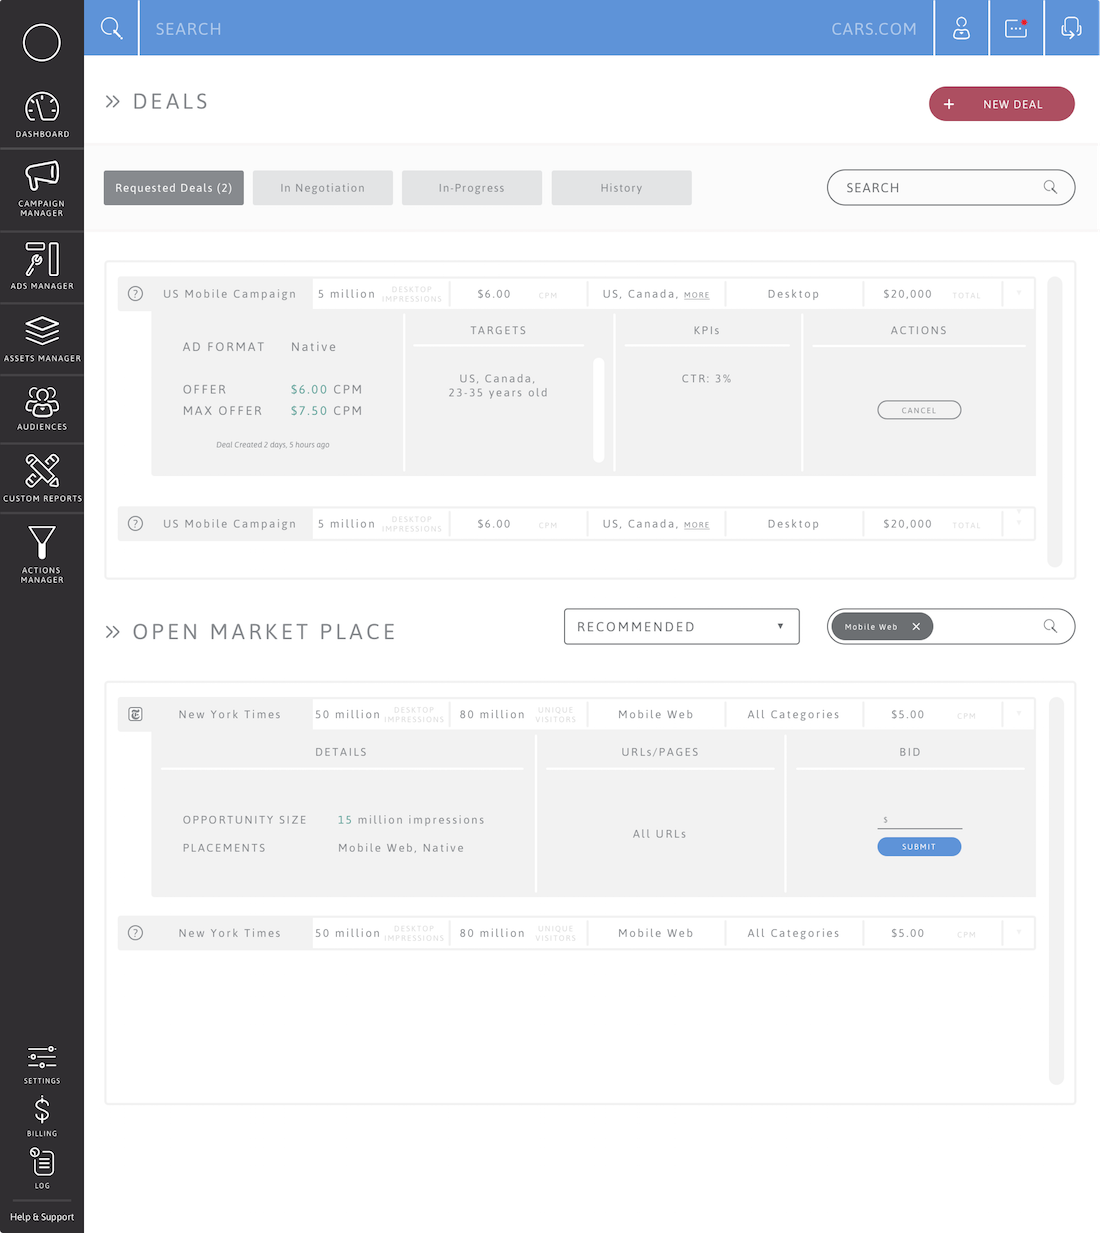 SEARCH
CARS.COM
DASHBOARD
CAMPAIGN
MANAGER
ADS MANAGER
ASSETS MANAGER
AUDIENCES
CUSTOM REPORTS
ACTIONS
MANAGER
SETTINGS
$
BILLING
LOG
Help & Support
» DEALS
+ NEW DEAL
Requested Deals (2)
In Negotiation
In-Progress
History
SEARCH
? US Mobile Campaign 5 million DESKTOP IMPRESSIONS $6.00 CPM US, Canada, MORE Desktop $20,000 TOTAL
AD FORMAT Native
OFFER $6.00 CPM
MAX OFFER $7.50 CPM
Deal Created 2 days, 5 hours ago
TARGETS
US, Canada,
23-35 years old
KPIs
CTR: 3%
ACTIONS
CANCEL
? US Mobile Campaign 5 million DESKTOP IMPRESSIONS $6.00 CPM US, Canada, MORE Desktop $20,000 TOTAL
» OPEN MARKET PLACE
RECOMMENDED
Mobile Web ✕
T New York Times 50 million DESKTOP IMPRESSIONS 80 million UNIQUE VISITORS Mobile Web All Categories $5.00 CPM
DETAILS
OPPORTUNITY SIZE 15 million impressions
PLACEMENTS Mobile Web, Native
URLs/PAGES
All URLs
BID
$
SUBMIT
? New York Times 50 million DESKTOP IMPRESSIONS 80 million UNIQUE VISITORS Mobile Web All Categories $5.00 CPM